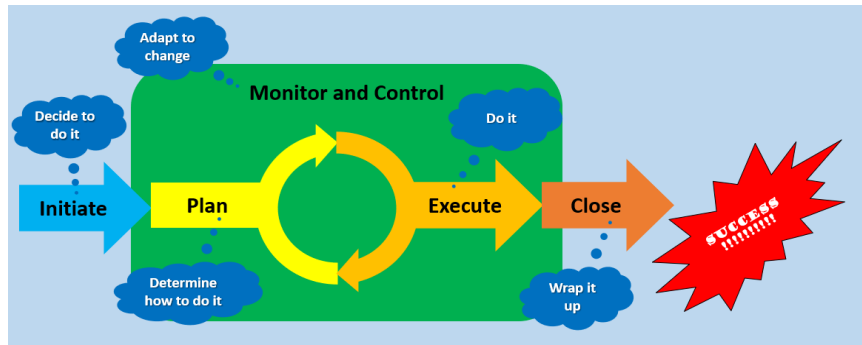 Adapt to
change
Monitor and Control
Decide to
do it
Do it
Initiate
Plan
Execute
Close
SUCCESS
!!!!!!!!!!
Determine
how to do it
Wrap it
up